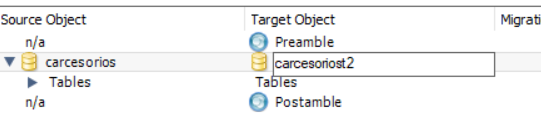 Source Object Target Object Migrati
n/a Preamble
carcesorios carcesoriost2
Tables Tables
n/a Postamble